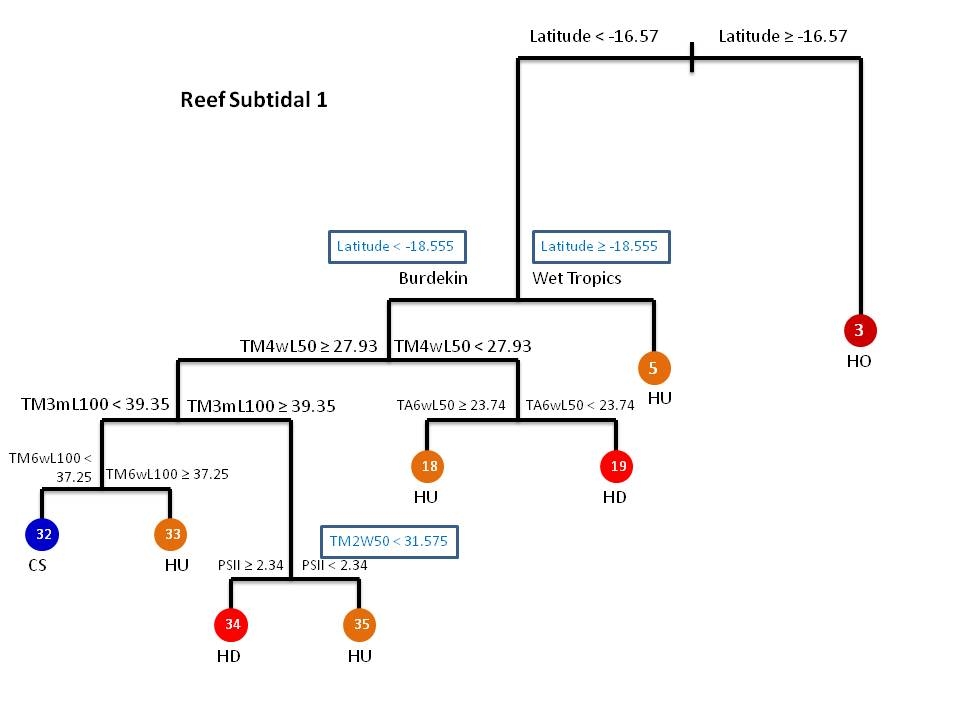 Latitude < -16.57
Latitude ≥ -16.57
Reef Subtidal 1
Latitude < -18.555
Latitude ≥ -18.555
Burdekin
Wet Tropics
3
HO
TM4wL50 ≥ 27.93
TM4wL50 < 27.93
5
HU
TM3mL100 < 39.35
TM3mL100 ≥ 39.35
TA6wL50 ≥ 23.74
TA6wL50 < 23.74
TM6wL100 <
37.25
TM6wL100 ≥ 37.25
18
HU
19
HD
32
CS
33
HU
TM2W50 < 31.575
PSII ≥ 2.34
PSII < 2.34
34
HD
35
HU